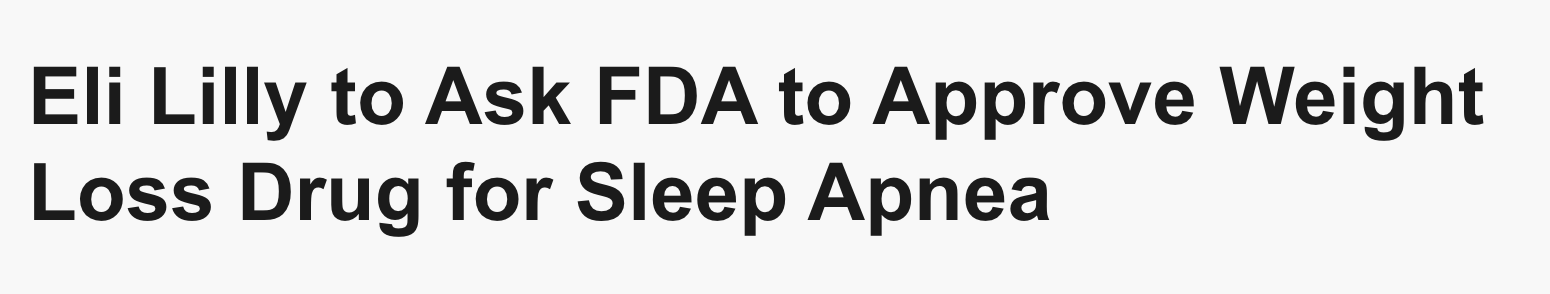 Eli Lilly to Ask FDA to Approve Weight
Loss Drug for Sleep Apnea